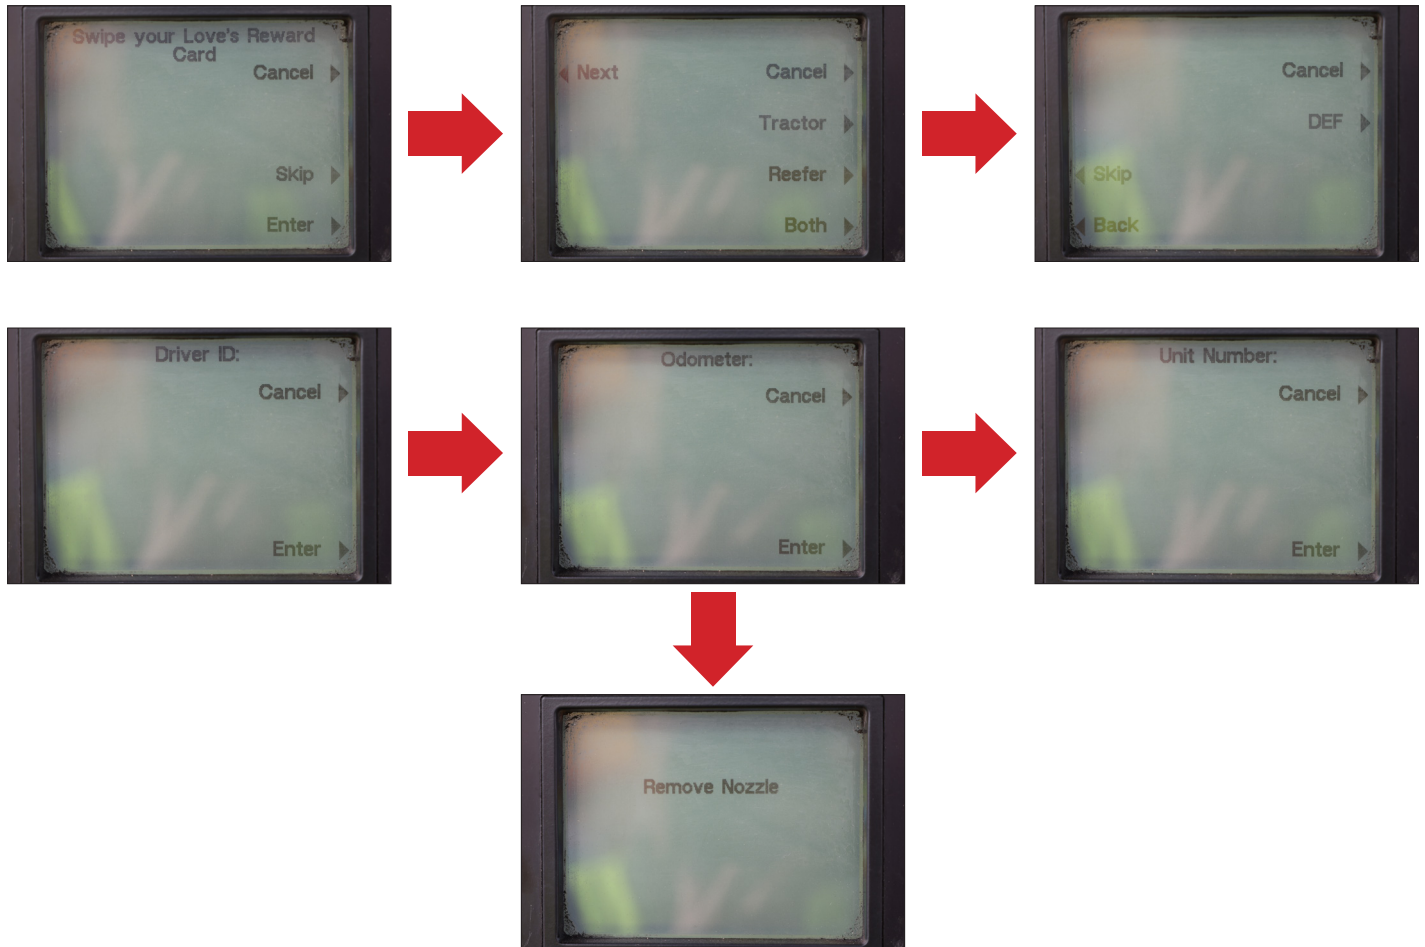 Swipe your Love's Reward
Card
Cancel
Skip
Enter
Next
Cancel
Tractor
Reefer
Both
Cancel
DEF
Skip
Back
Driver ID:
Cancel
Enter
Odometer:
Cancel
Enter
Unit Number:
Cancel
Enter
Remove Nozzle